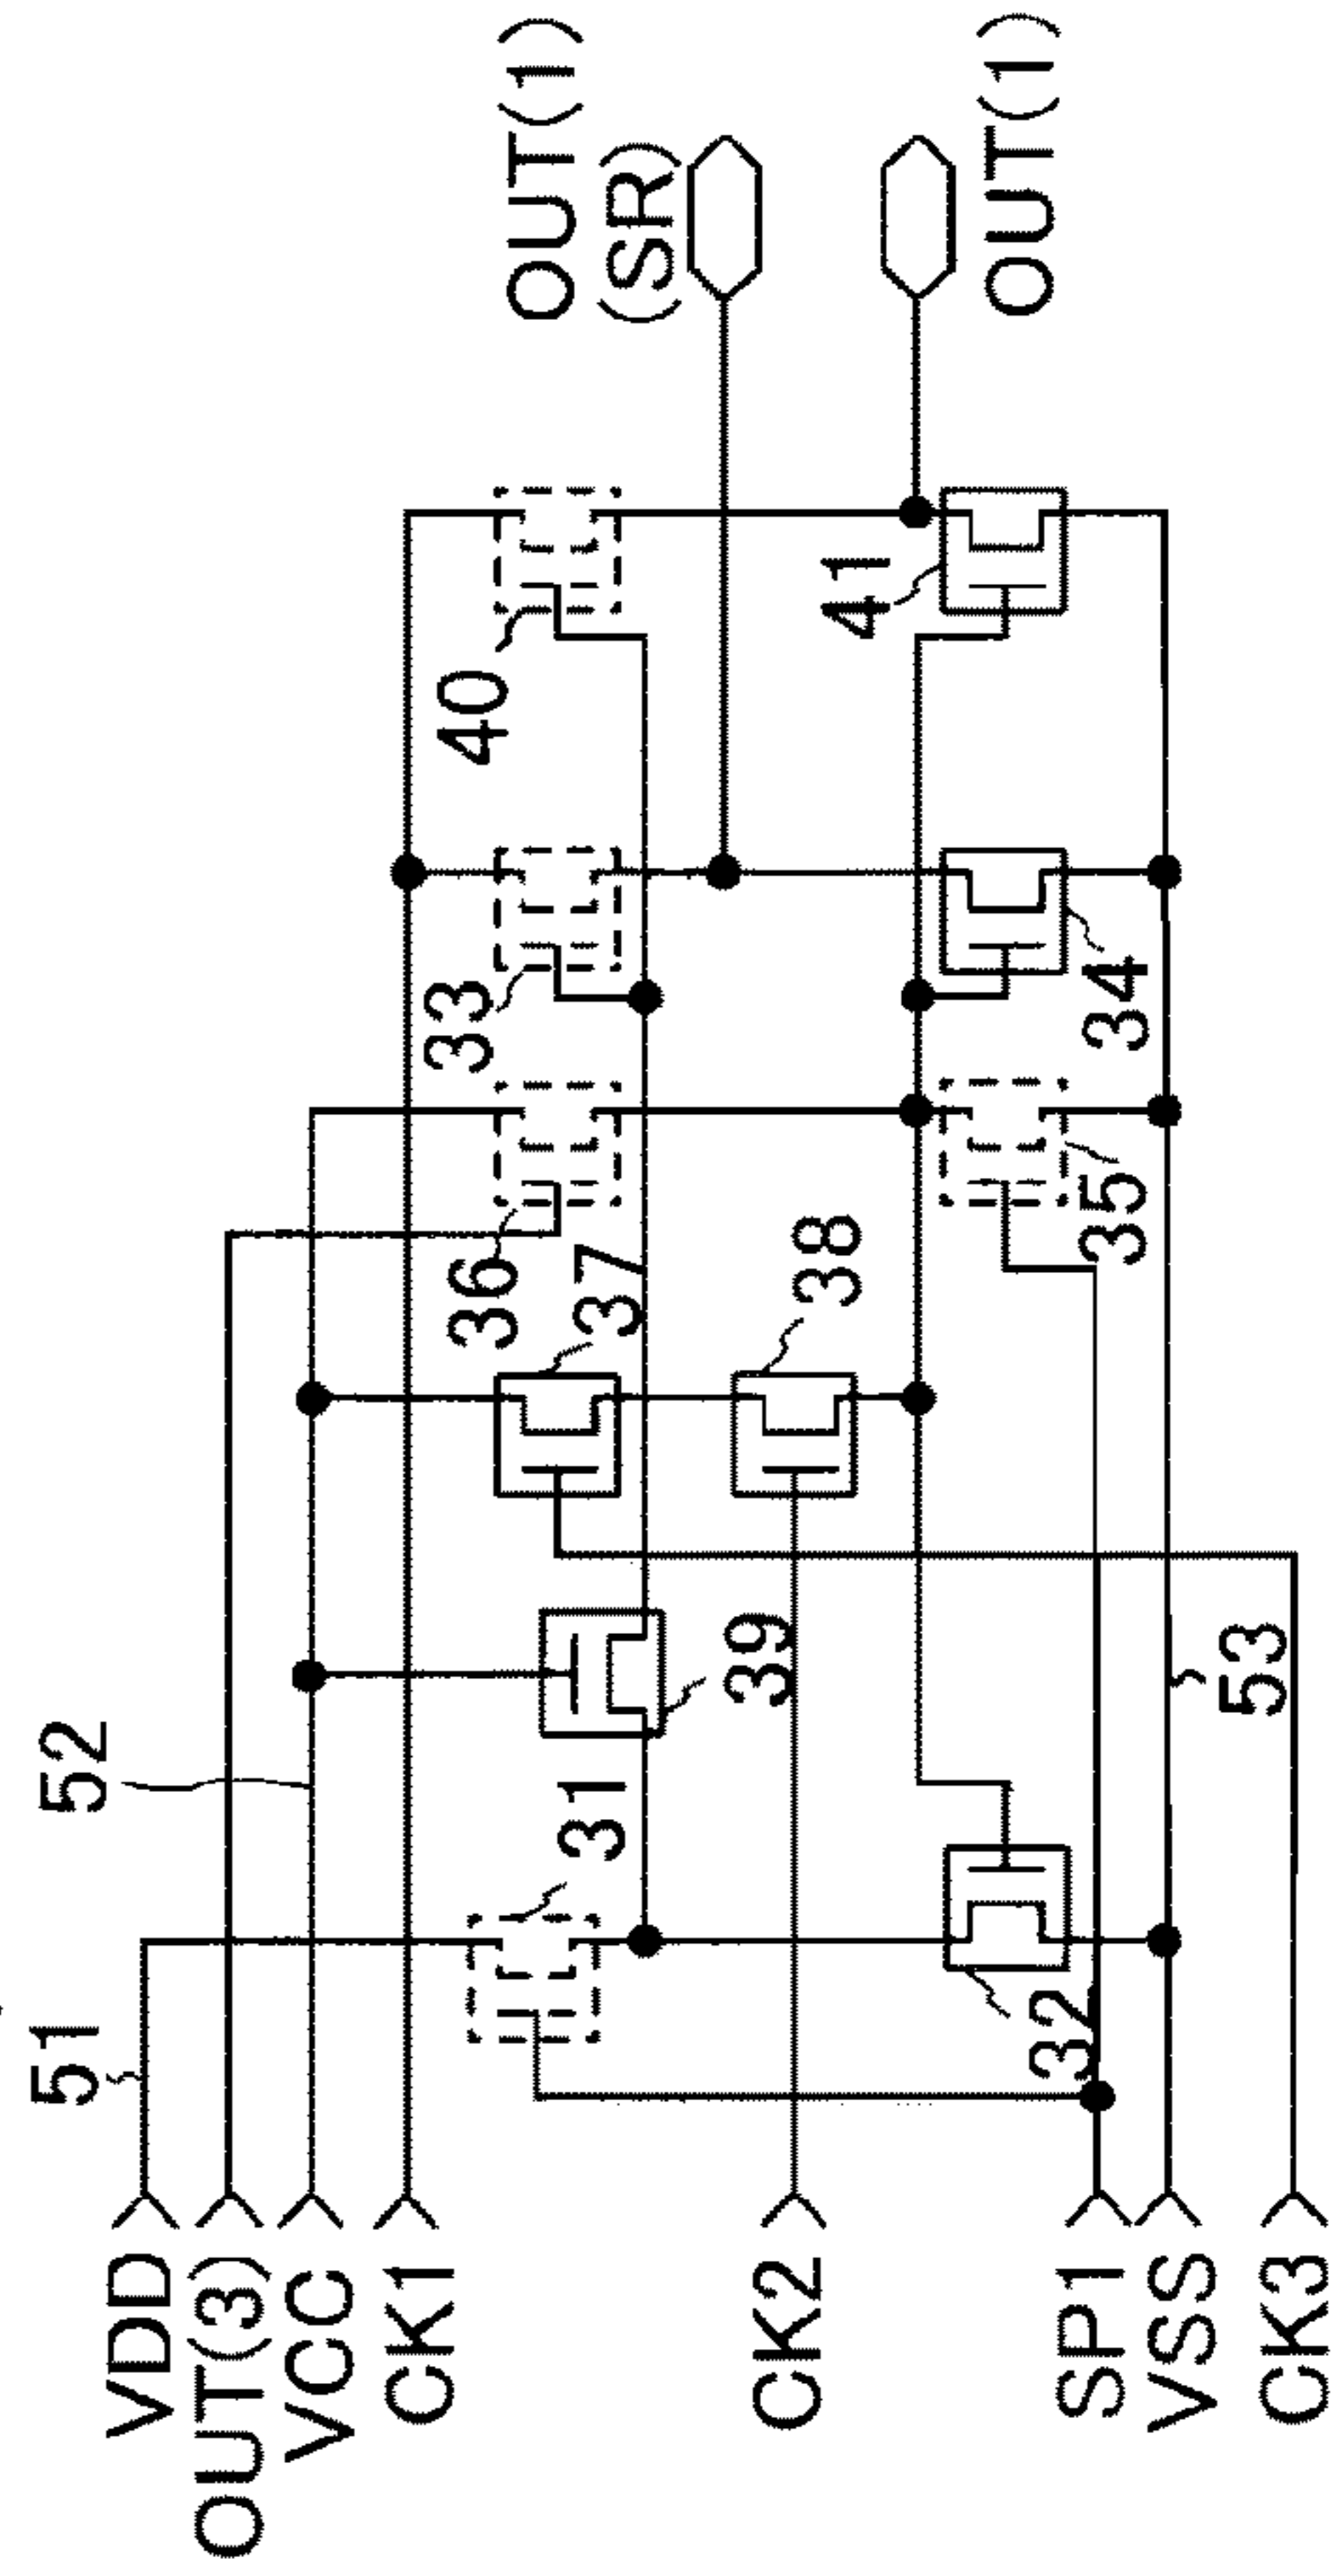 VDD
OUT(3)
VCC
CK1
CK2
SP1
VSS
CK3
51
52
53
31
32
39
37
38
36
35
33
34
40
41
OUT(1)
(SR)
OUT(1)